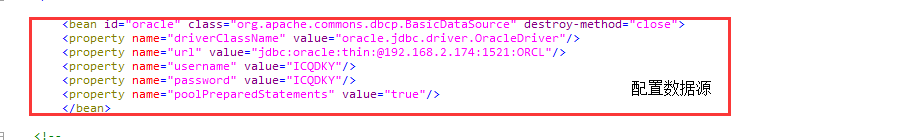 <bean id="oracle" class="org.apache.commons.dbcp.BasicDataSource" destroy-method="close">
<property name="driverClassName" value="oracle.jdbc.driver.OracleDriver"/>
<property name="url" value="jdbc:oracle:thin:@192.168.2.174:1521:ORCL"/>
<property name="username" value="ICQDKY"/>
<property name="password" value="ICQDKY"/>
<property name="poolPreparedStatements" value="true"/>
配置数据源
</bean>
<!--